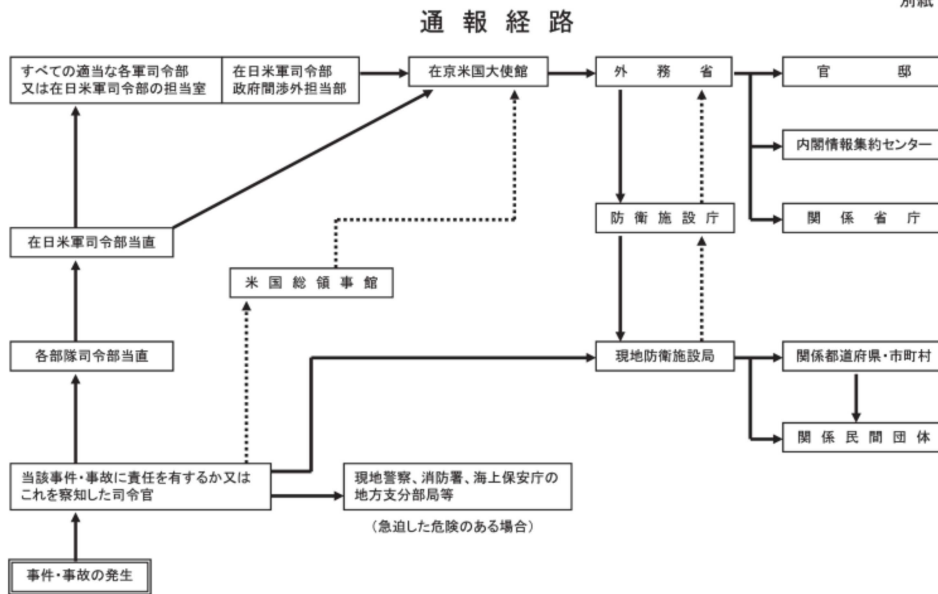 別紙
通報経路
すべての適当な各軍司令部
又は在日米軍司令部の担当室
在日米軍司令部
政府間渉外担当部
在京米国大使館
外務省
官邸
内閣情報集約センター
防衛施設庁
関係省庁
在日米軍司令部当直
米国総領事館
各部隊司令部当直
現地防衛施設局
関係都道府県・市町村
関係民間団体
当該事件・事故に責任を有するか又は
これを察知した司令官
現地警察、消防署、海上保安庁の
地方支分部局等
(急迫した危険のある場合)
事件・事故の発生